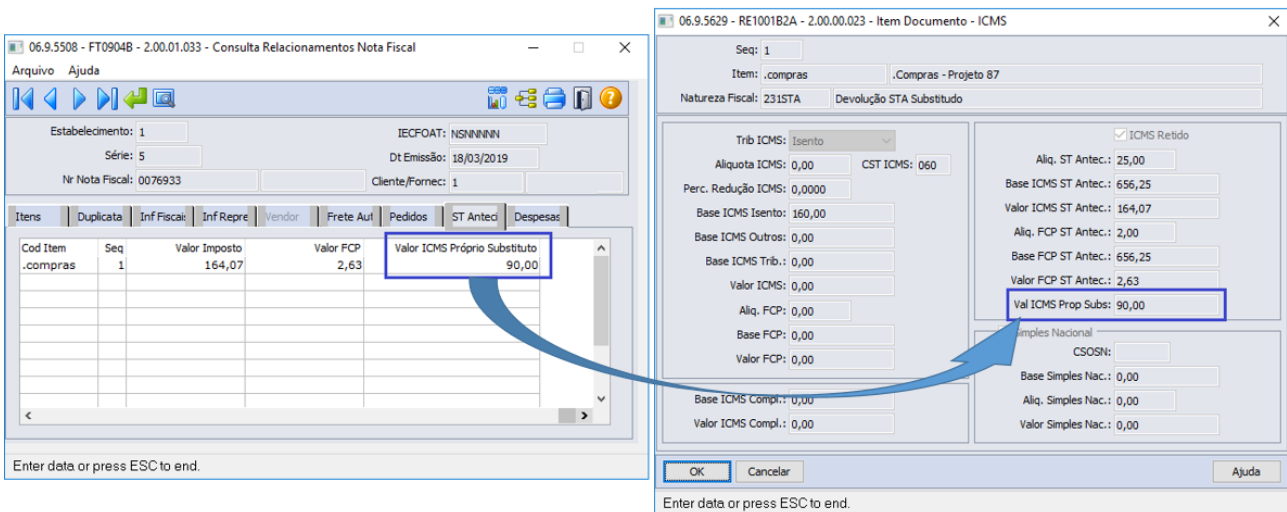 06.9.5508 - FT0904B - 2.00.01.033 - Consulta Relacionamentos Nota Fiscal
Arquivo Ajuda
Estabelecimento: 1 IECFOAT: NSNNNNN
Série: 5 Dt Emissão: 18/03/2019
Nr Nota Fiscal: 0076933 Cliente/Fornec: 1
Itens Duplicata Inf Fiscais Inf Repre Vendor Frete Aut Pedidos ST Anteci Despesas
Cod Item Seq Valor Imposto Valor FCP Valor ICMS Próprio Substituto
.compras 1 164,07 2,63 90,00
Enter data or press ESC to end.
06.9.5629 - RE1001B2A - 2.00.00.023 - Item Documento - ICMS
Seq: 1
Item: .compras .Compras - Projeto 87
Natureza Fiscal: 231STA Devolução STA Substitudo
Trib ICMS: Isento
Aliquota ICMS: 0,00 CST ICMS: 060
Perc. Redução ICMS: 0,0000
Base ICMS Isento: 160,00
Base ICMS Outros: 0,00
Base ICMS Trib.: 0,00
Valor ICMS: 0,00
Aliq. FCP: 0,00
Base FCP: 0,00
Valor FCP: 0,00
Base ICMS Compl.: 0,00
Valor ICMS Compl.: 0,00
ICMS Retido
Aliq. ST Antec.: 25,00
Base ICMS ST Antec.: 656,25
Valor ICMS ST Antec.: 164,07
Aliq. FCP ST Antec.: 2,00
Base FCP ST Antec.: 656,25
Valor FCP ST Antec.: 2,63
Val ICMS Prop Subs: 90,00
Simples Nacional
CSOSN:
Base Simples Nac.: 0,00
Aliq. Simples Nac.: 0,00
Valor Simples Nac.: 0,00
OK Cancelar Ajuda
Enter data or press ESC to end.